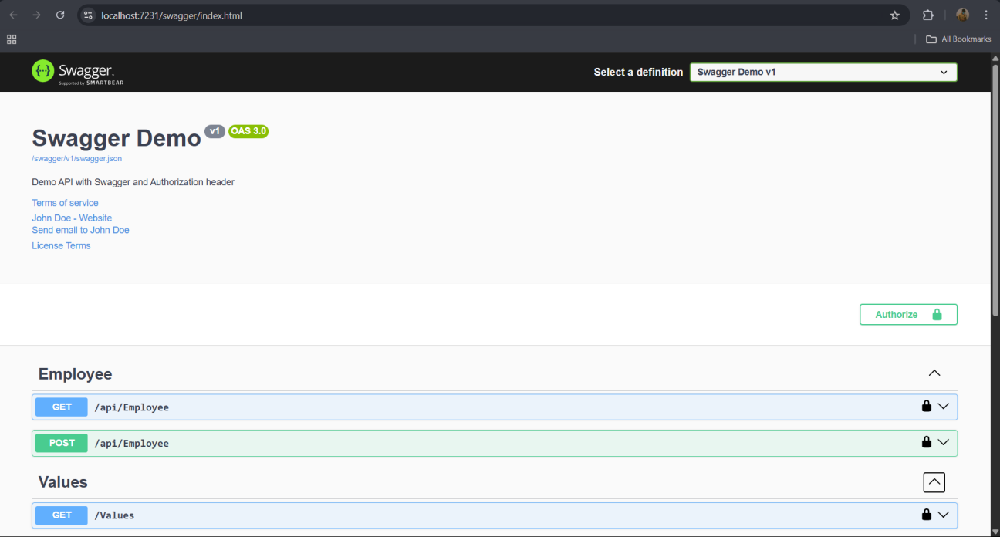 localhost:7231/swagger/index.html
All Bookmarks
{...} Swagger
Supported by SMARTBEAR
Select a definition
Swagger Demo v1
Swagger Demo v1 OAS 3.0
/swagger/v1/swagger.json
Demo API with Swagger and Authorization header
Terms of service
John Doe - Website
Send email to John Doe
License Terms
Authorize
Employee
GET /api/Employee
POST /api/Employee
Values
GET /Values